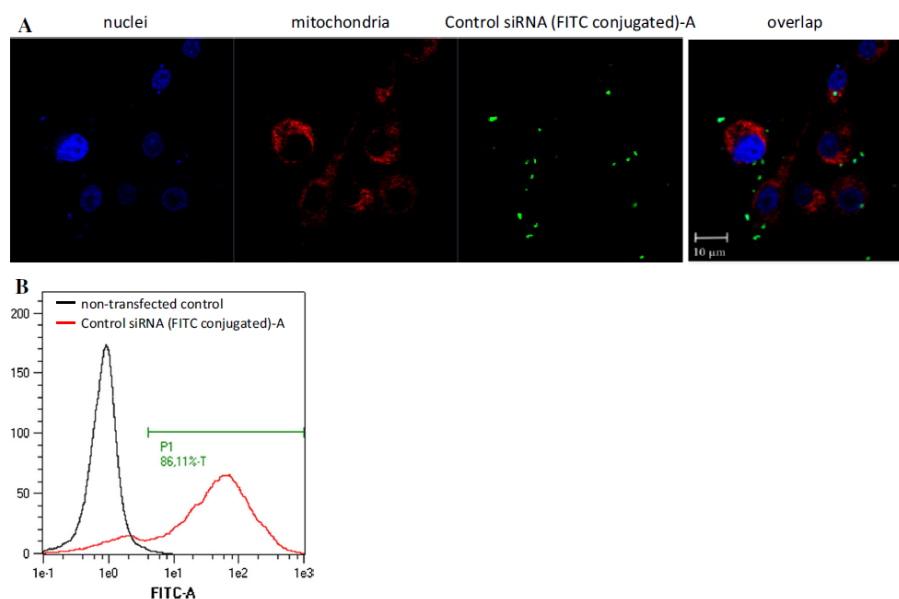 A
nuclei
mitochondria
Control siRNA (FITC conjugated)-A
overlap
10 µm
B
non-transfected control
Control siRNA (FITC conjugated)-A
200
150
100
50
0
P1
86,11%-T
1e-1 1e0 1e1 1e2 1e3
FITC-A